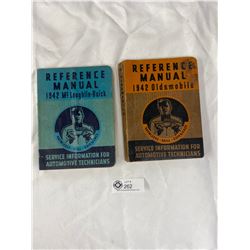 REFERENCE
MANUAL
1942 McLaughlin-Buick
SERVICE INFORMATION FOR
AUTOMOTIVE TECHNICIANS
REFERENCE
MANUAL
1942 Oldsmobile
SERVICE INFORMATION FOR
AUTOMOTIVE TECHNICIANS
LOT #
262